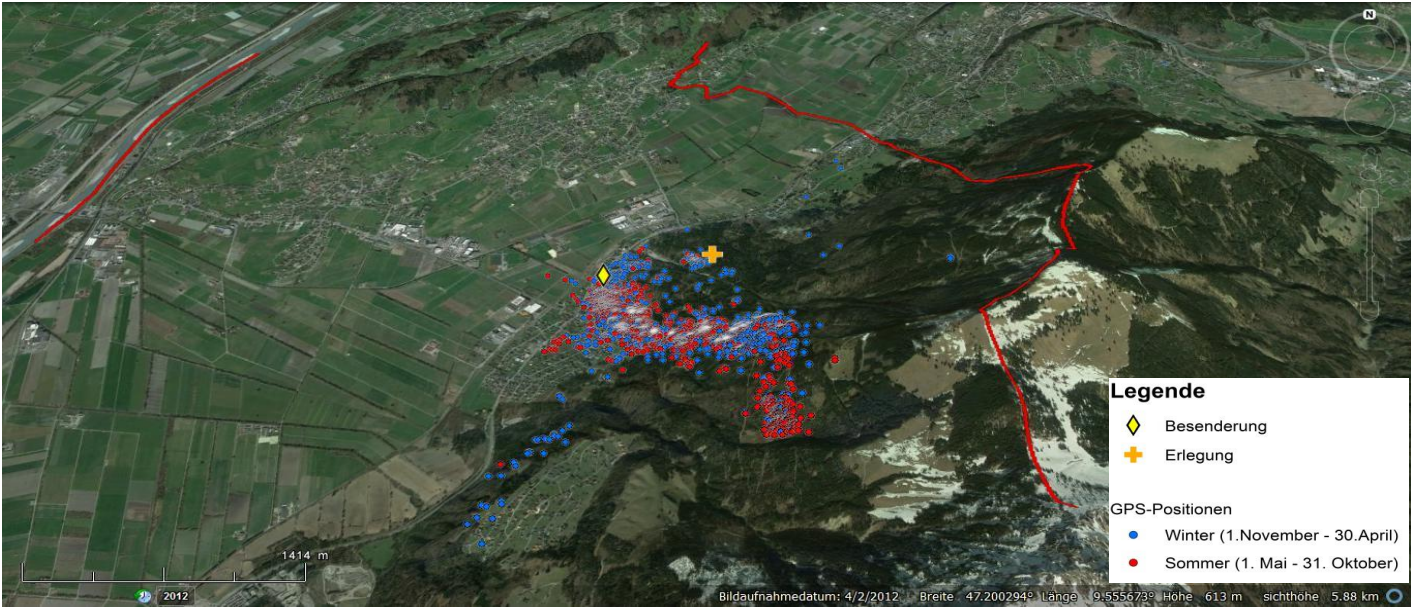 N
Legende
Besenderung
Erlegung
GPS-Positionen
Winter (1.November - 30.April)
Sommer (1. Mai - 31. Oktober)
1414 m
2012
Bildaufnahmedatum: 4/2/2012 Breite 47.200294° Länge 9.555673° Höhe 613 m sichthöhe 5.88 km